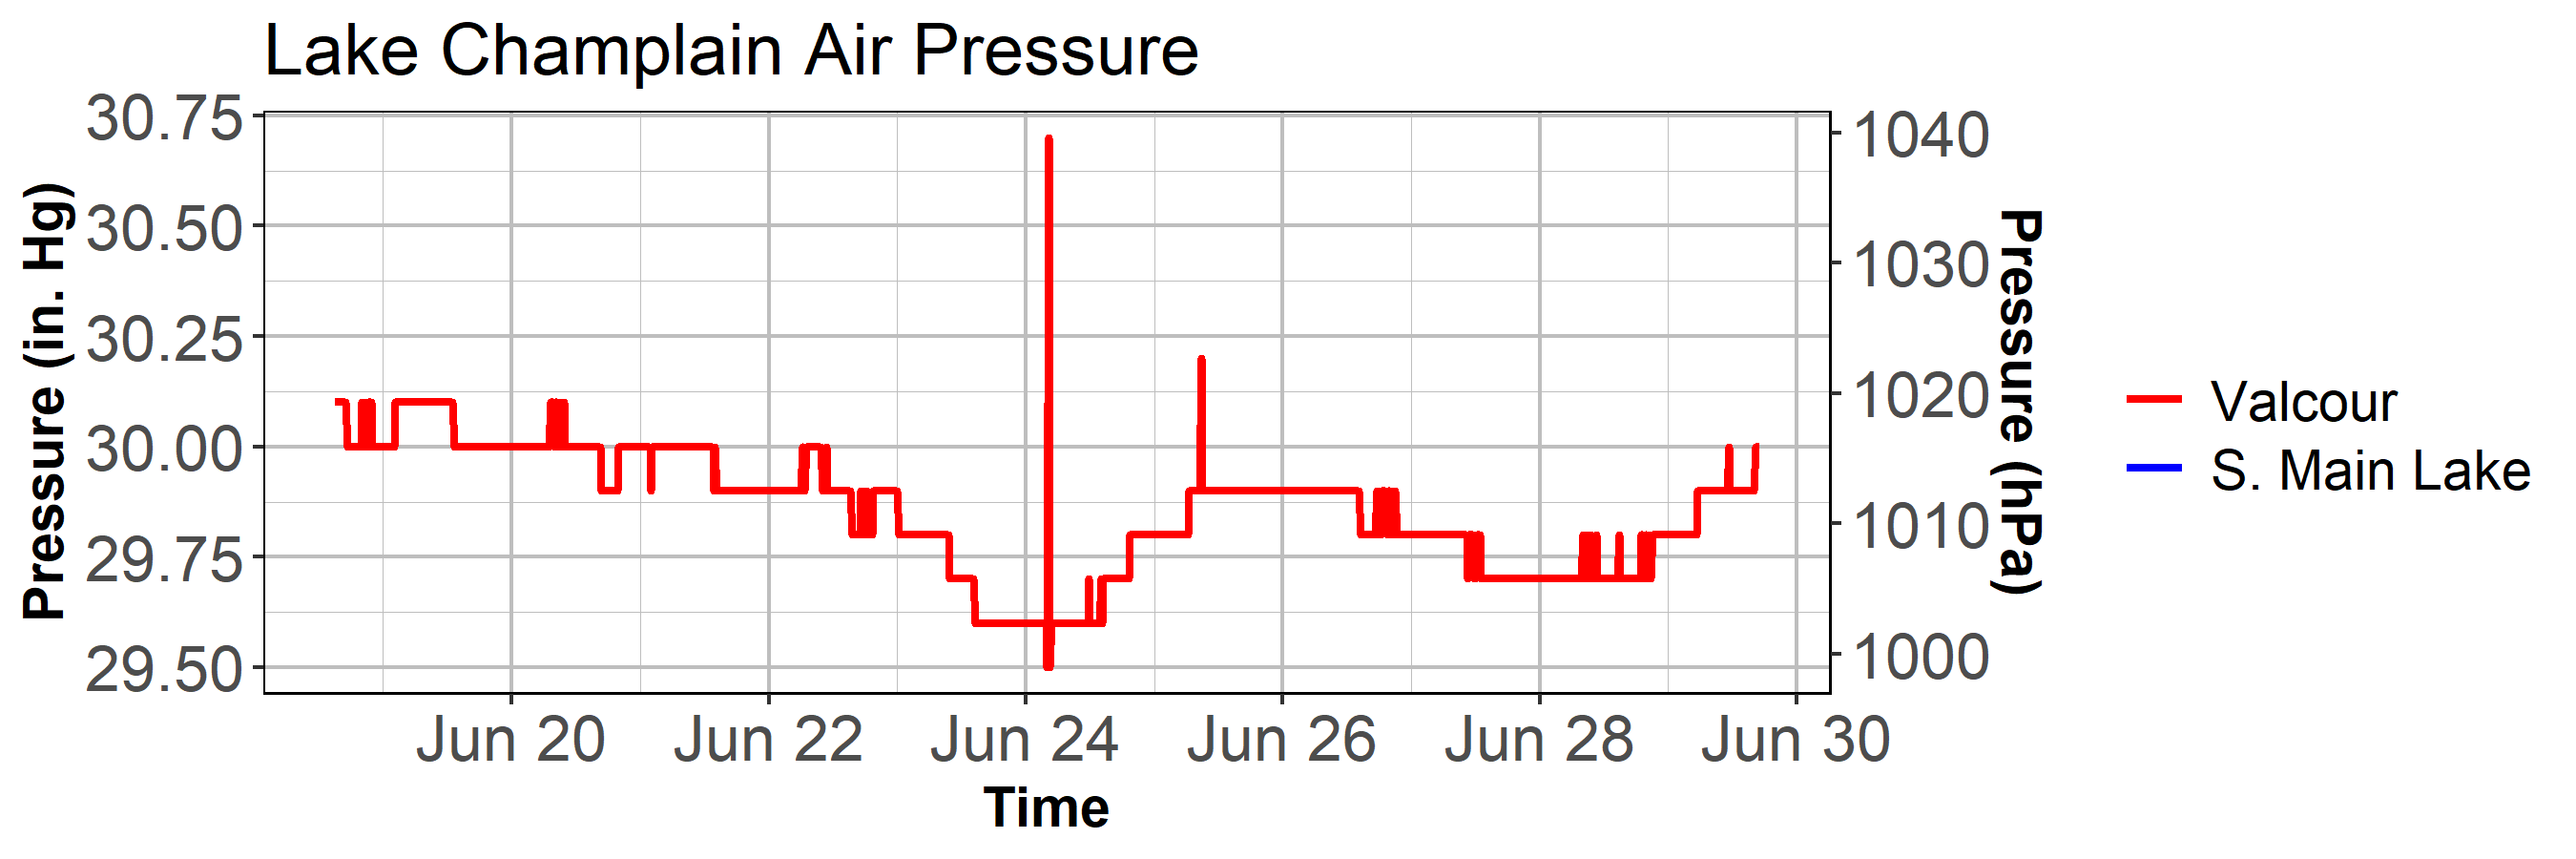 Lake Champlain Air Pressure
Pressure (in. Hg)
30.75
30.50
30.25
30.00
29.75
29.50
1040
1030
1020
1010
1000
Pressure (hPa)
Jun 20 Jun 22 Jun 24 Jun 26 Jun 28 Jun 30
Time
Valcour
S. Main Lake